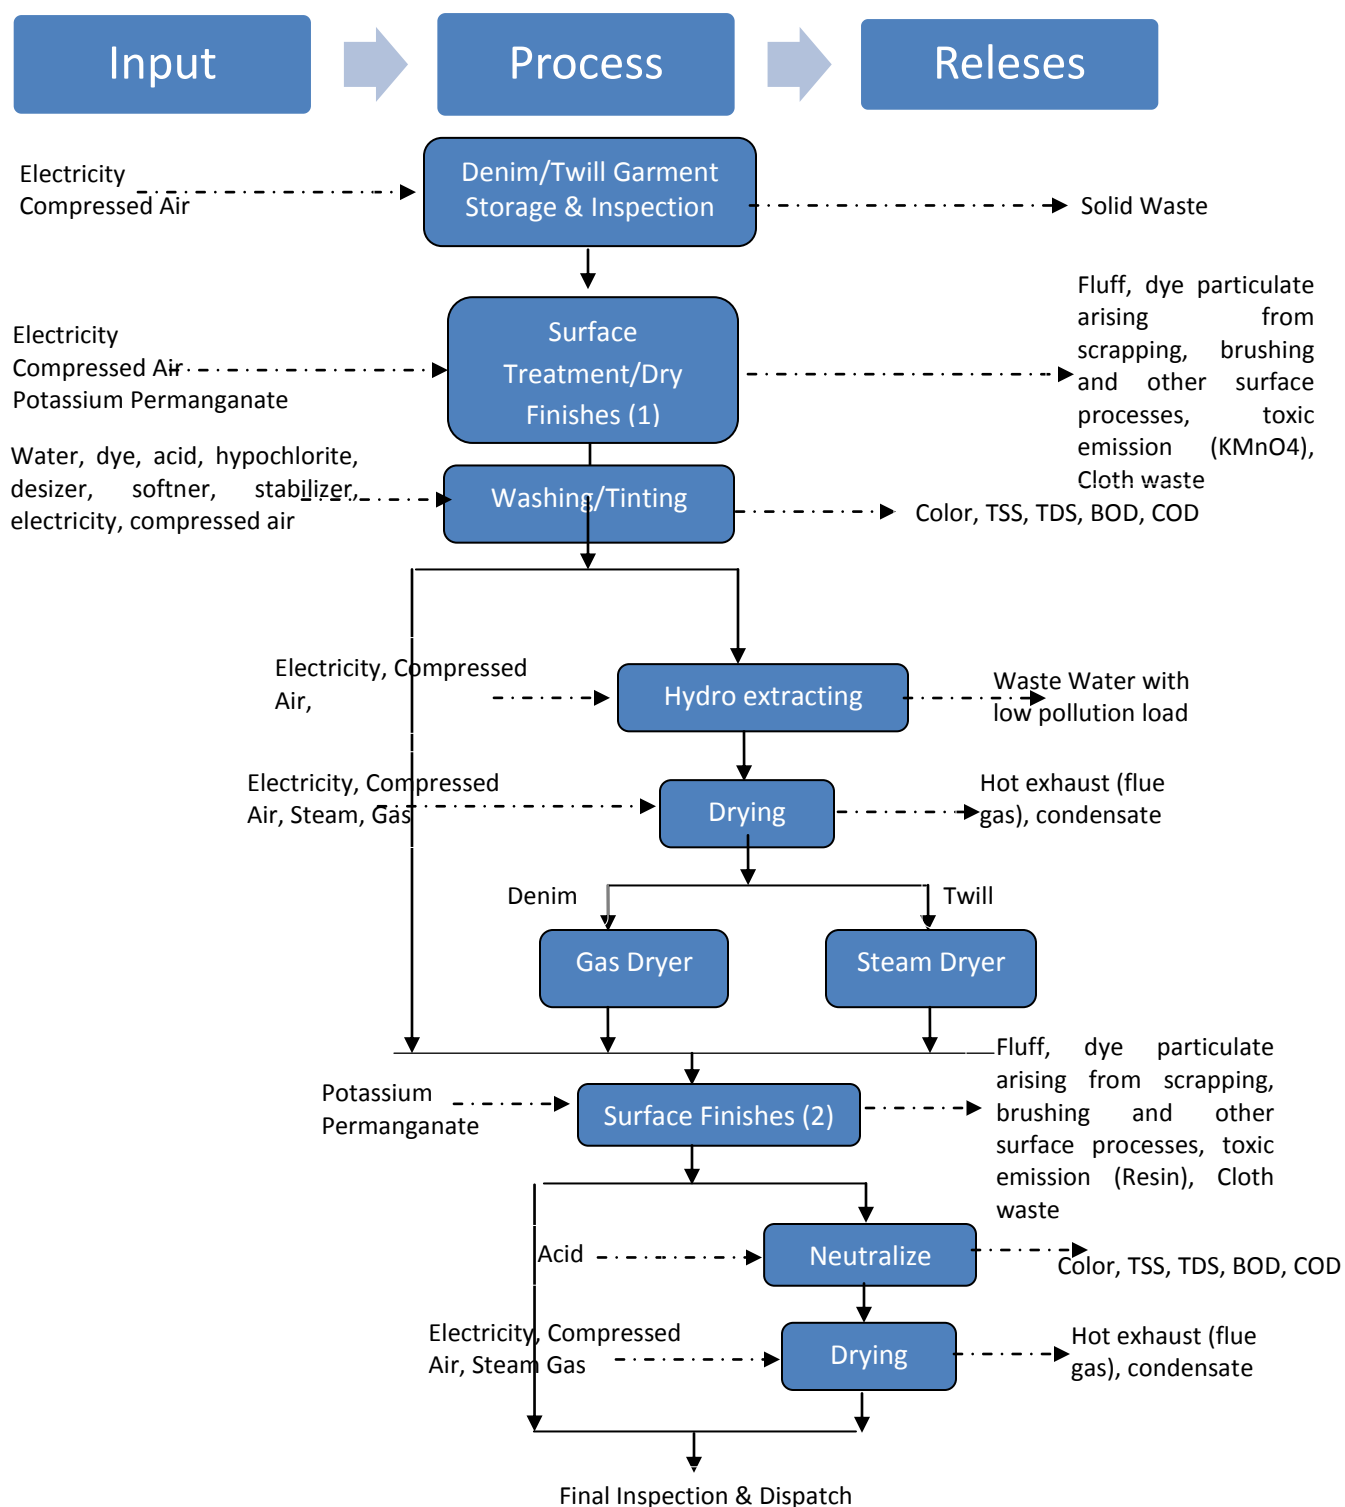 Input
Process
Releses
Electricity
Compressed Air
Denim/Twill Garment
Storage & Inspection
Solid Waste
Electricity
Compressed Air
Potassium Permanganate
Surface
Treatment/Dry
Finishes (1)
Fluff, dye particulate
arising from
scrapping, brushing
and other surface
processes, toxic
emission (KMnO4),
Cloth waste
Water, dye, acid, hypochlorite,
desizer, softner, stabilizer,
electricity, compressed air
Washing/Tinting
Color, TSS, TDS, BOD, COD
Electricity, Compressed
Air,
Hydro extracting
Waste Water with
low pollution load
Electricity, Compressed
Air, Steam, Gas
Drying
Hot exhaust (flue
gas), condensate
Denim
Twill
Gas Dryer
Steam Dryer
Potassium
Permanganate
Surface Finishes (2)
Fluff, dye particulate
arising from scrapping,
brushing and other
surface processes, toxic
emission (Resin), Cloth
waste
Acid
Neutralize
Color, TSS, TDS, BOD, COD
Electricity, Compressed
Air, Steam Gas
Drying
Hot exhaust (flue
gas), condensate
Final Inspection & Dispatch